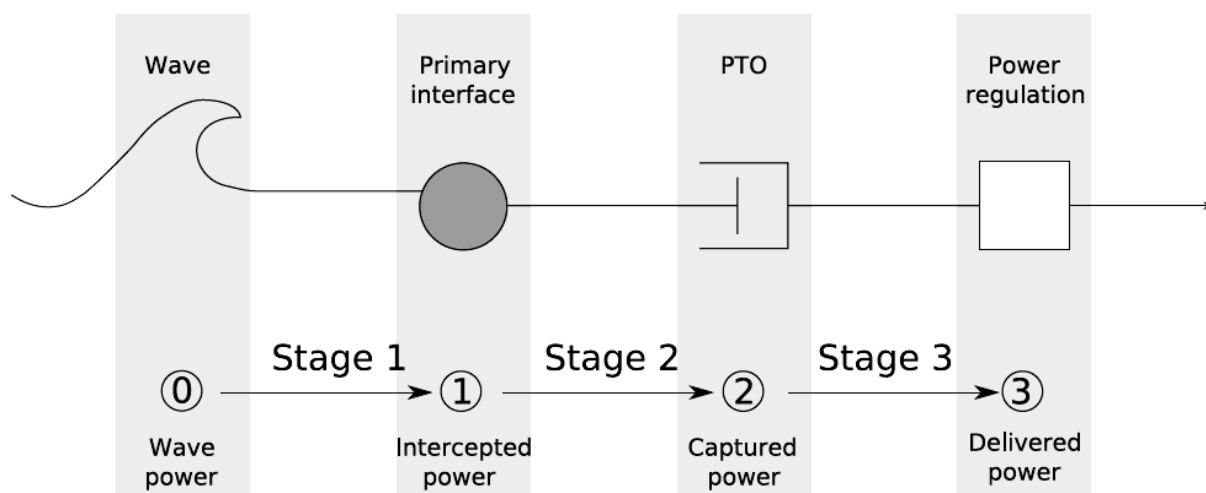 Wave
Primary
interface
PTO
Power
regulation
Stage 1
Stage 2
Stage 3
0
1
2
3
Wave
power
Intercepted
power
Captured
power
Delivered
power